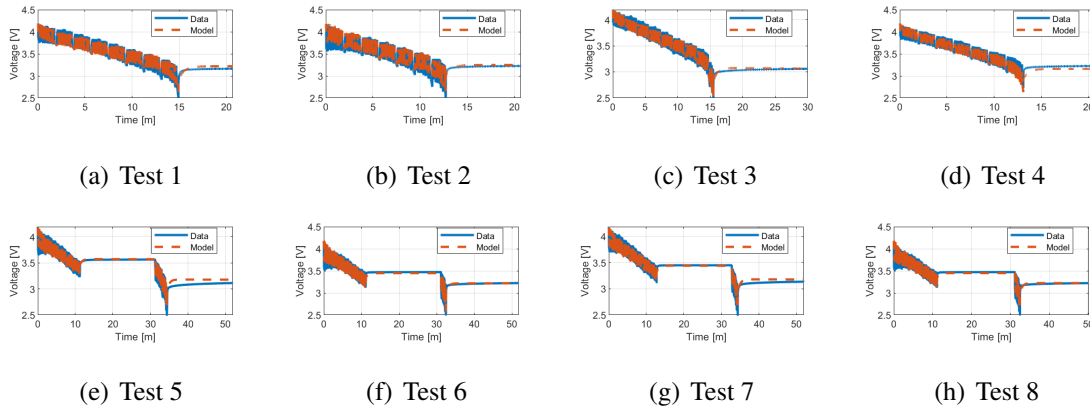 4.5
4
3.5
3
2.5
Voltage [V]
0 5 10 15 20
Time [m]
Data
Model
4.5
4
3.5
3
2.5
Voltage [V]
0 5 10 15 20
Time [m]
Data
Model
4
3.5
3
2.5
Voltage [V]
0 5 10 15 20 25 30
Time [m]
Data
Model
4.5
4
3.5
3
2.5
Voltage [V]
0 5 10 15 20
Time [m]
Data
Model
(a) Test 1
(b) Test 2
(c) Test 3
(d) Test 4
4
3.5
3
2.5
Voltage [V]
0 10 20 30 40 50
Time [m]
Data
Model
4.5
4
3.5
3
2.5
Voltage [V]
0 10 20 30 40 50
Time [m]
Data
Model
4
3.5
3
2.5
Voltage [V]
0 10 20 30 40 50
Time [m]
Data
Model
4.5
4
3.5
3
2.5
Voltage [V]
0 10 20 30 40 50
Time [m]
Data
Model
(e) Test 5
(f) Test 6
(g) Test 7
(h) Test 8